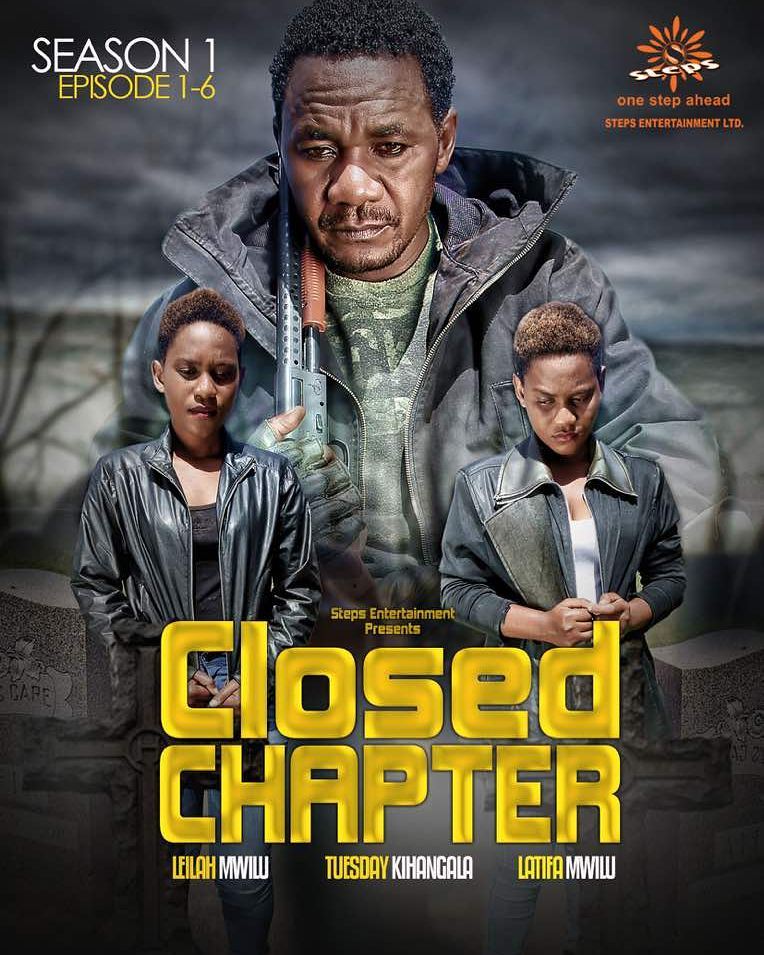 SEASON 1
EPISODE 1-6
STEPS
one step ahead
STEPS ENTERTAINMENT LTD.
Steps Entertainment
Presents
Closed
CHAPTER
LEILAH MWILU
TUESDAY KIHANGALA
LATIFA MWILU